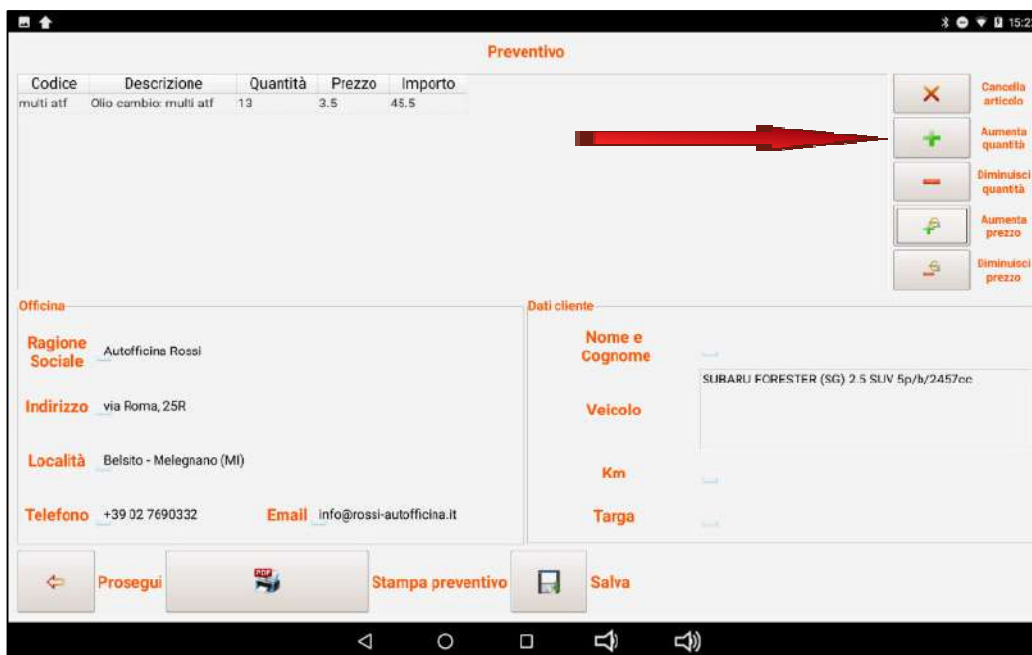 15:22
Preventivo
Codice Descrizione Quantità Prezzo Importo
multi atf Olio cambio: multi atf 13 3.5 45.5
Cancella
articolo
Aumenta
quantità
Diminuisci
quantità
Aumenta
prezzo
Diminuisci
prezzo
Officina
Ragione
Sociale Autofficina Rossi
Indirizzo via Roma, 25R
Località Belsito - Melegnano (MI)
Telefono +39 02 7690332 Email info@rossi-autofficina.it
Dati cliente
Nome e
Cognome
Veicolo SUBARU FORESTER (SG) 2.5 SUV 5p/b/2457cc
Km
Targa
Prosegui PDF Stampa preventivo Salva